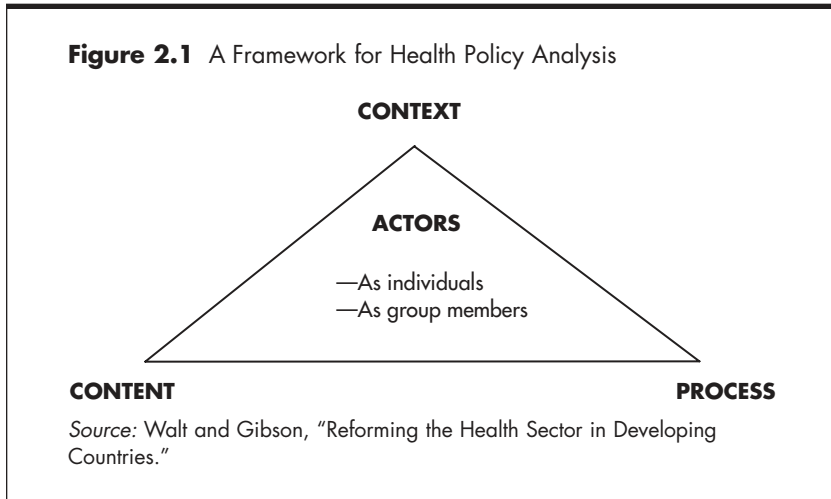 Figure 2.1 A Framework for Health Policy Analysis
CONTEXT
ACTORS
—As individuals
—As group members
CONTENT
PROCESS
Source: Walt and Gibson, “Reforming the Health Sector in Developing
Countries.”